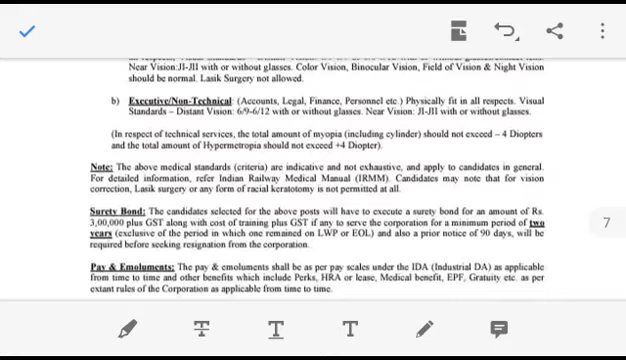 Near Vision:JI-JII with or without glasses. Color Vision, Binocular Vision, Field of Vision & Night Vision
should be normal. Lasik Surgery not allowed.
b) Executive/Non-Technical: (Accounts, Legal, Finance, Personnel etc.) Physically fit in all respects. Visual
Standards – Distant Vision: 6/9-6/12 with or without glasses. Near Vision: JI-JII with or without glasses.
(In respect of technical services, the total amount of myopia (including cylinder) should not exceed – 4 Diopters
and the total amount of Hypermetropia should not exceed +4 Diopter).
Note: The above medical standards (criteria) are indicative and not exhaustive, and apply to candidates in general.
For detailed information, refer Indian Railway Medical Manual (IRMM). Candidates may note that for vision
correction, Lasik surgery or any form of racial keratotomy is not permitted at all.
Surety Bond: The candidates selected for the above posts will have to execute a surety bond for an amount of Rs.
3,00,000 plus GST along with cost of training plus GST if any to serve the corporation for a minimum period of two
years (exclusive of the period in which one remained on LWP or EOL) and also a prior notice of 90 days, will be
required before seeking resignation from the corporation.
7
Pay & Emoluments: The pay & emoluments shall be as per pay scales under the IDA (Industrial DA) as applicable
from time to time and other benefits which include Perks, HRA or lease, Medical benefit, EPF, Gratuity etc. as per
extant rules of the Corporation as applicable from time to time.
T T T